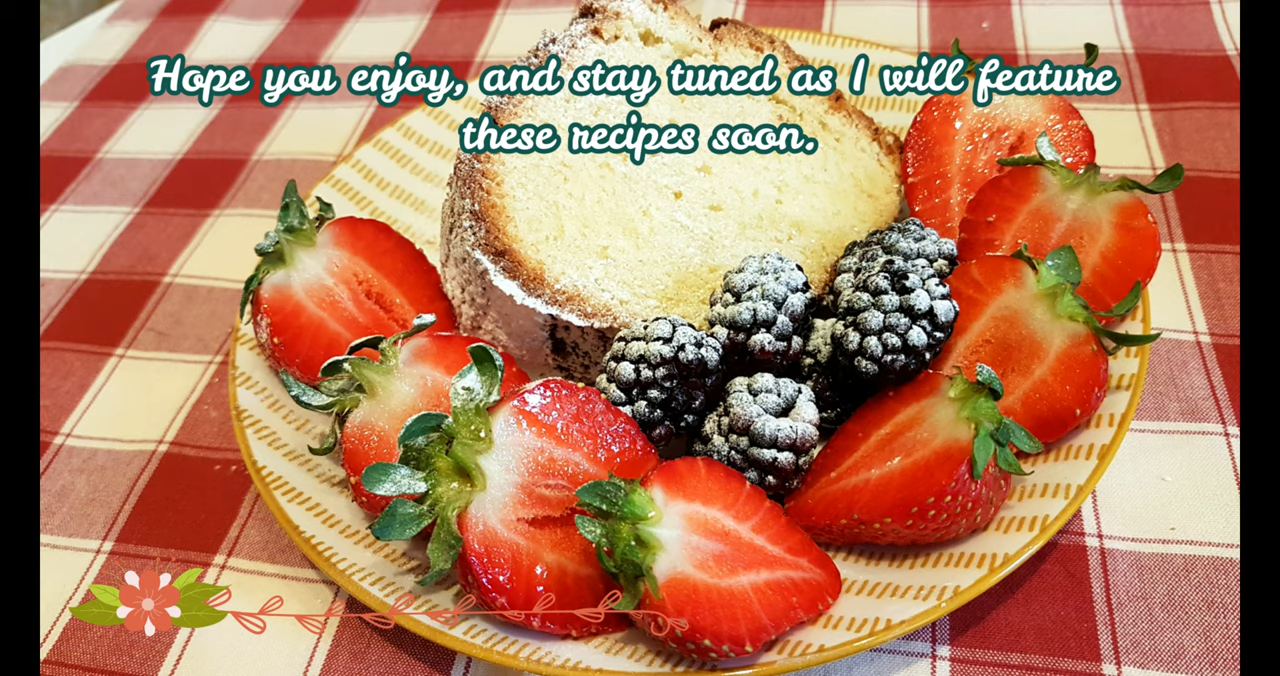 Hope you enjoy, and stay tuned as I will feature
these recipes soon.